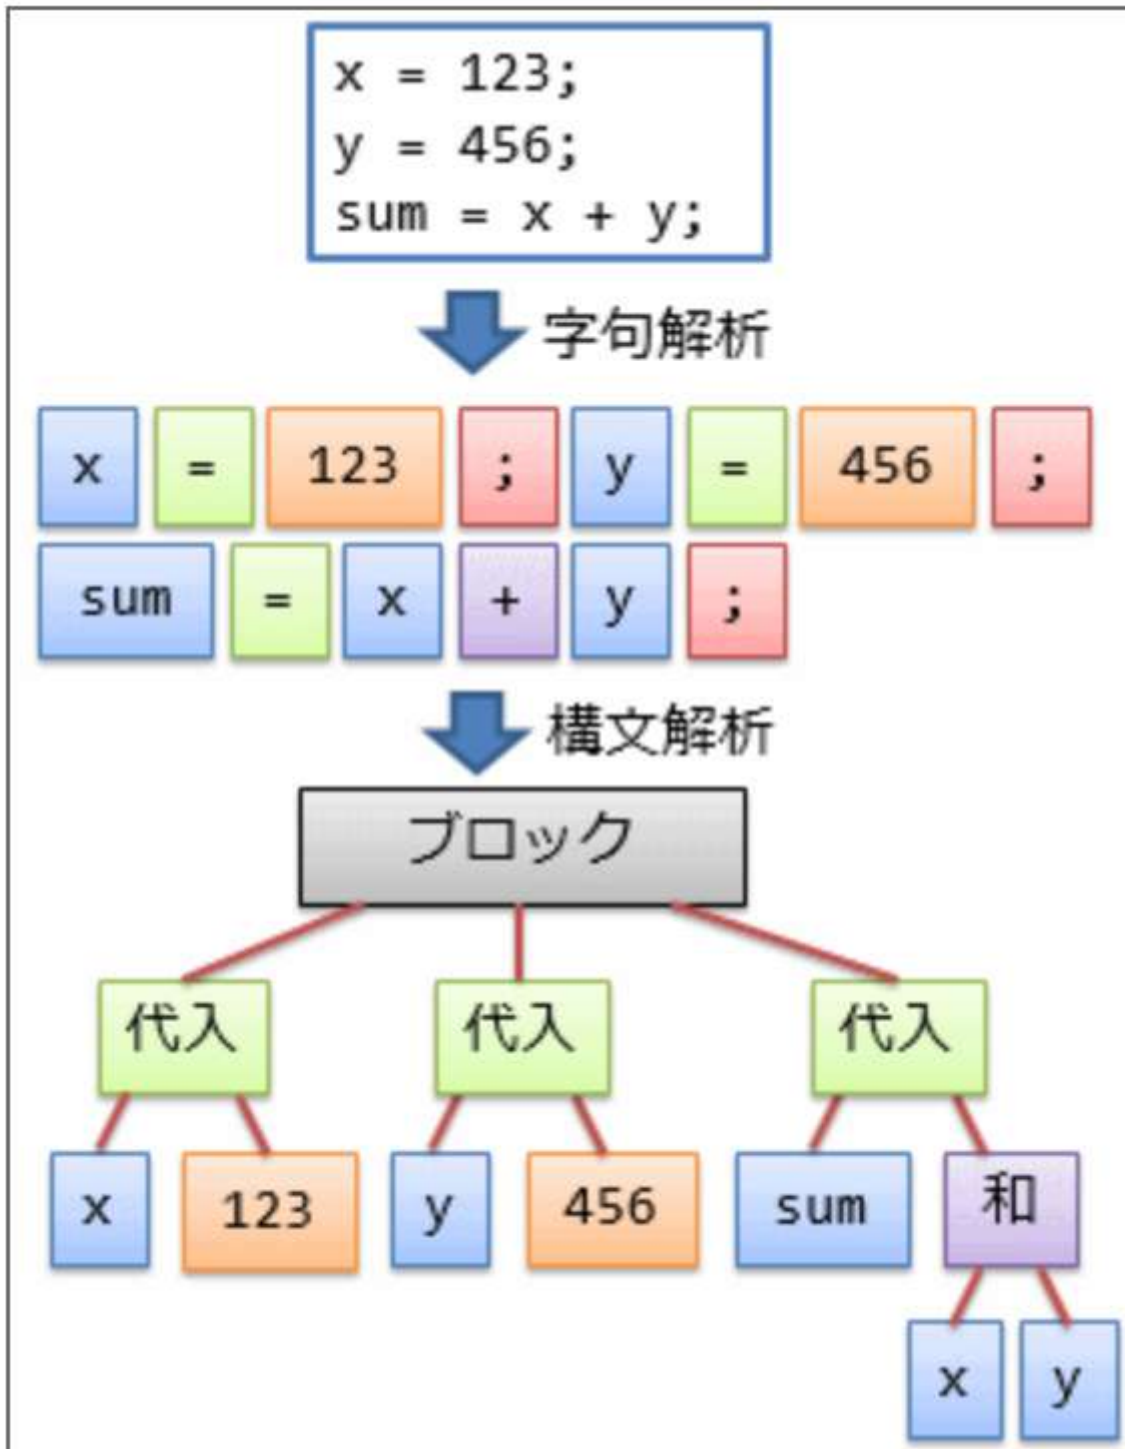 x = 123;
y = 456;
sum = x + y;
字句解析
x = 123 ; y = 456 ;
sum = x + y ;
構文解析
ブロック
代入 代入 代入
x 123 y 456 sum 和
x y